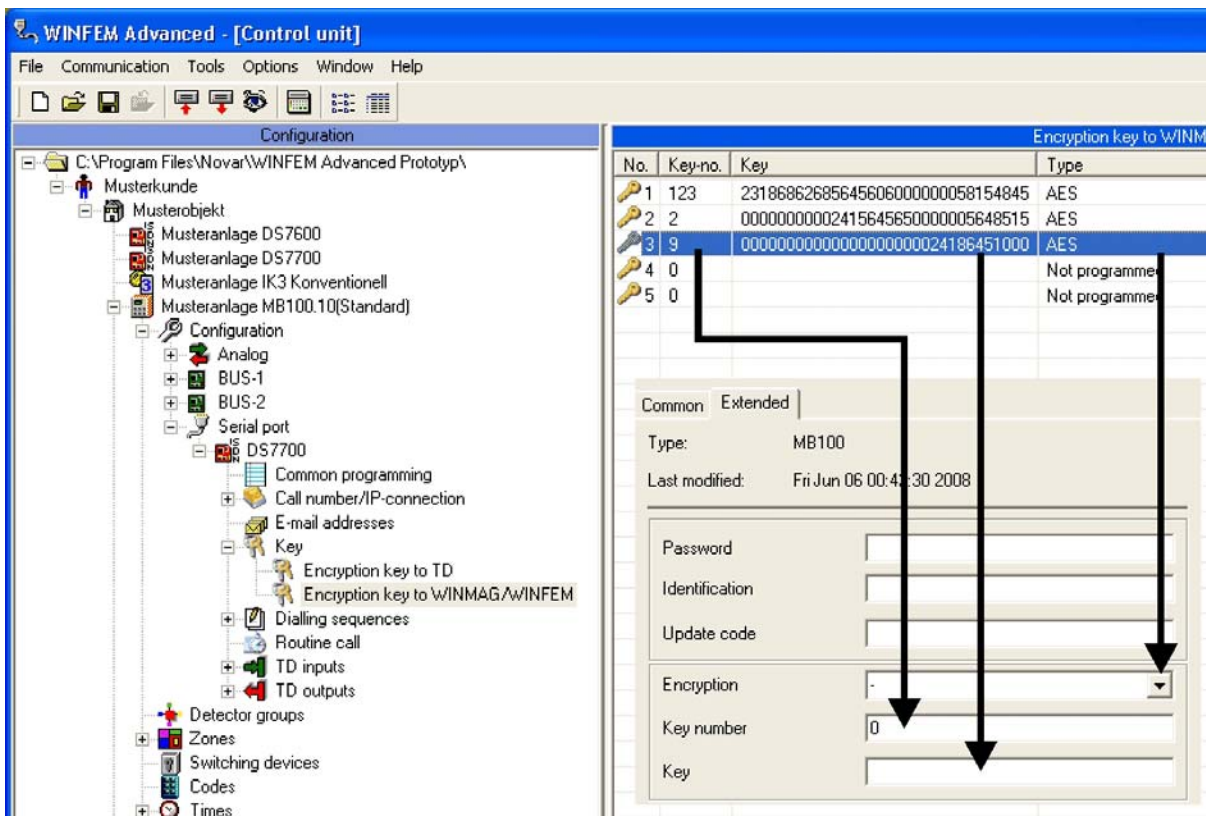 WINFEM Advanced - [Control unit]
File Communication Tools Options Window Help
Configuration
C:\Program Files\Novar\WINFEM Advanced Prototyp\
Musterkunde
Musterobjekt
Musteranlage DS7600
Musteranlage DS7700
Musteranlage IK3 Konventionell
Musteranlage MB100.10(Standard)
Configuration
Analog
BUS-1
BUS-2
Serial port
DS7700
Common programming
Call number/IP-connection
E-mail addresses
Key
Encryption key to TD
Encryption key to WINMAG/WINFEM
Dialling sequences
Routine call
TD inputs
TD outputs
Detector groups
Zones
Switching devices
Codes
Times
Encryption key to WINM
No. Key-no. Key Type
1 123 23186862685645606000000058154845 AES
2 2 00000000002415645650000005648515 AES
3 9 00000000000000000000024186451000 AES
4 0 Not programmed
5 0 Not programmed
Common Extended
Type: MB100
Last modified: Fri Jun 06 00:4 :30 2008
Password
Identification
Update code
Encryption -
Key number 0
Key